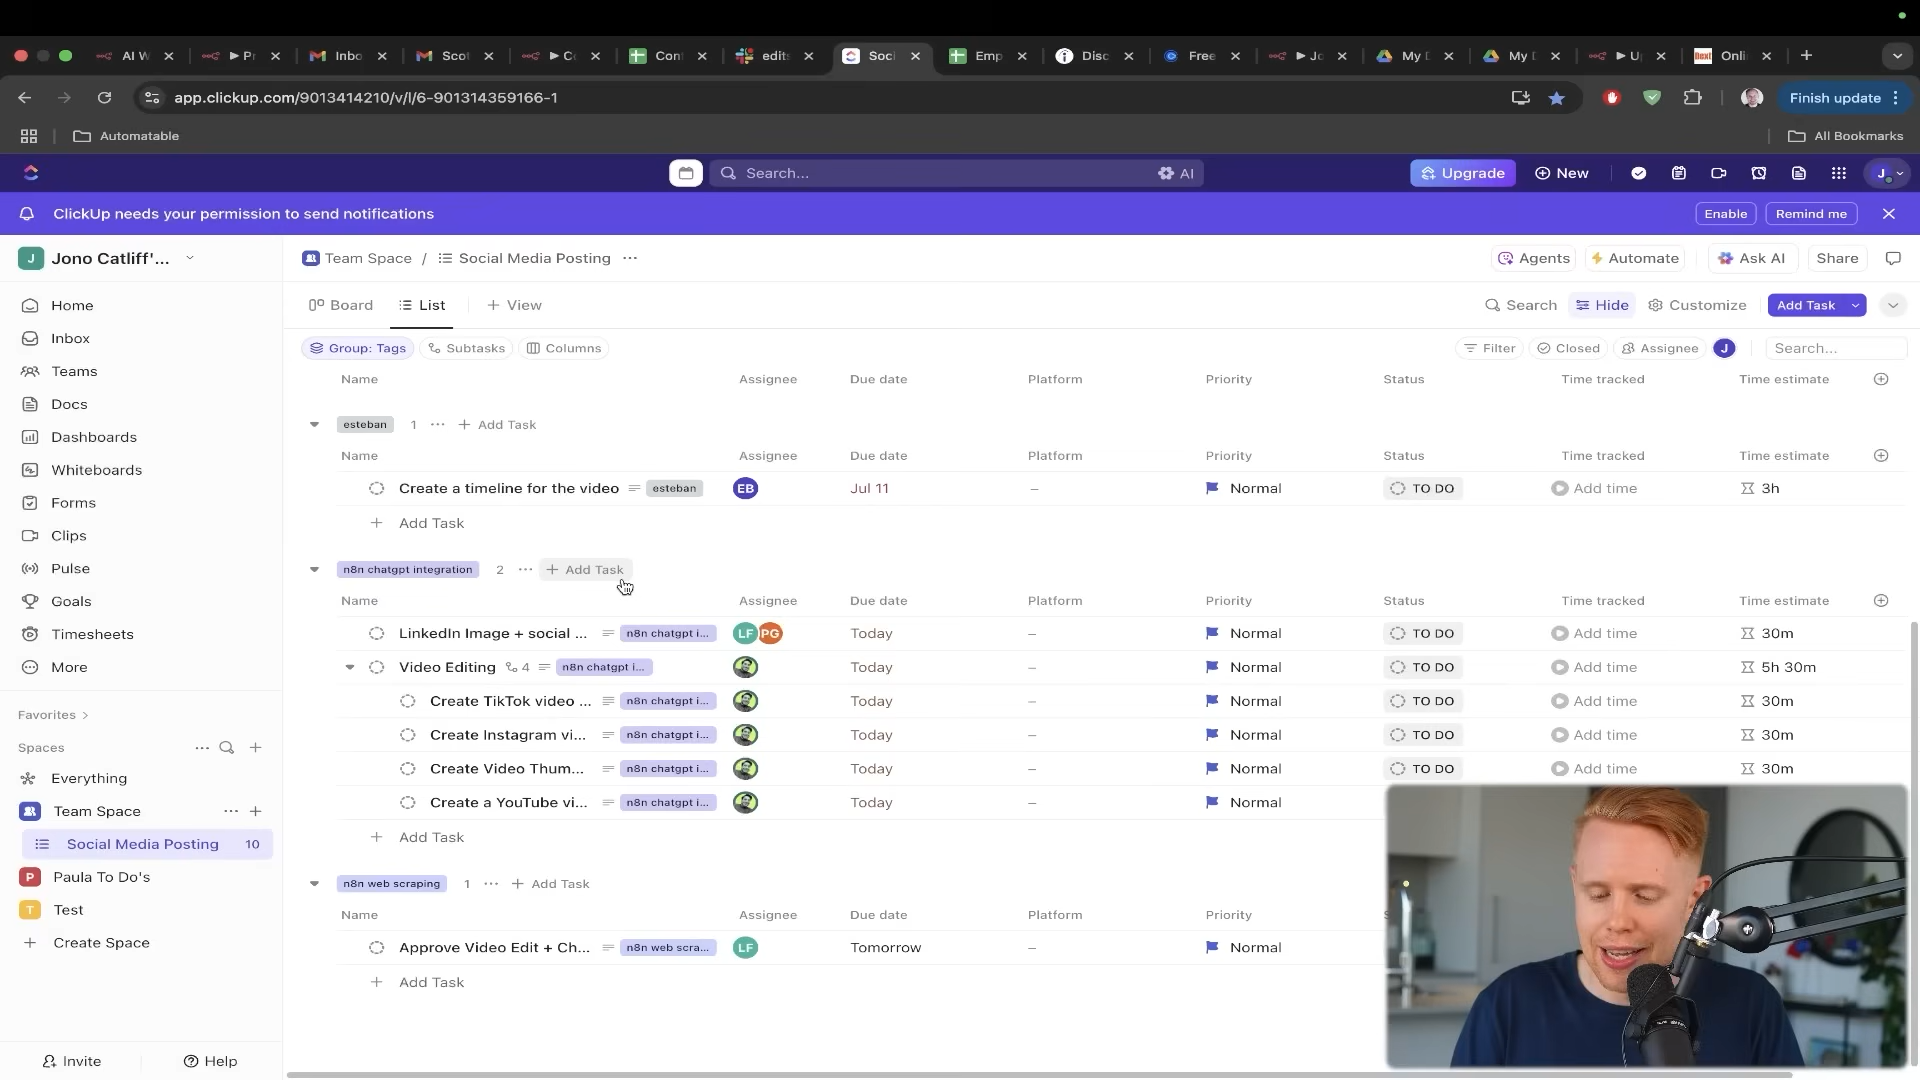 AI W
Pr
Inbo
Scot
Co
Cont
edits
Soci
Emp
Disc
Free
Jo
My D
My D
Up
Onli
app.clickup.com/9013414210/v/l/6-901314359166-1
Finish update
Automatable
All Bookmarks
Search...
AI
Upgrade
New
J
ClickUp needs your permission to send notifications
Enable
Remind me
J
Jono Catliff'...
Team Space / Social Media Posting ...
Agents
Automate
Ask AI
Share
Home
Inbox
Teams
Docs
Dashboards
Whiteboards
Forms
Clips
Pulse
Goals
Timesheets
More
Favorites
Spaces
Everything
Team Space
Social Media Posting 10
P Paula To Do's
T Test
Create Space
Invite
Help
Board
List
+ View
Search
Hide
Customize
Add Task
Group: Tags
Subtasks
Columns
Filter
Closed
Assignee
J
Search...
Name Assignee Due date Platform Priority Status Time tracked Time estimate
esteban 1 ... + Add Task
Name Assignee Due date Platform Priority Status Time tracked Time estimate
Create a timeline for the video esteban EB Jul 11 – Normal TO DO Add time 3h
+ Add Task
n8n chatgpt integration 2 ... + Add Task
Name Assignee Due date Platform Priority Status Time tracked Time estimate
LinkedIn Image + social ... n8n chatgpt i... LF PG Today – Normal TO DO Add time 30m
Video Editing 4 n8n chatgpt i... Today – Normal TO DO Add time 5h 30m
Create TikTok video ... n8n chatgpt i... Today – Normal TO DO Add time 30m
Create Instagram vi... n8n chatgpt i... Today – Normal TO DO Add time 30m
Create Video Thum... n8n chatgpt i... Today – Normal TO DO Add time 30m
Create a YouTube vi... n8n chatgpt i... Today – Normal
+ Add Task
n8n web scraping 1 ... + Add Task
Name Assignee Due date Platform Priority
Approve Video Edit + Ch... n8n web scra... LF Tomorrow – Normal
+ Add Task